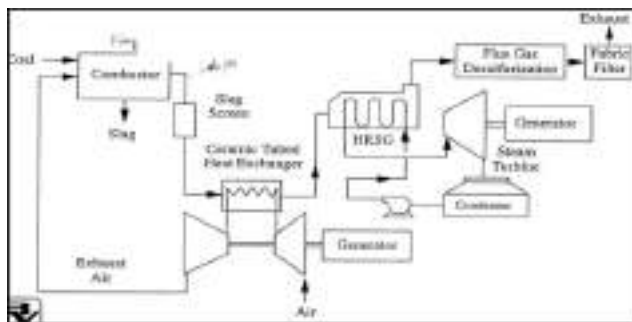 Exhaust
Coal
Combustor
Flue Gas
Desulfurization
Fabric
Filter
Slag
Screen
Slag
Ceramic Tubed
Heat Exchanger
HRSG
Generator
Steam
Turbine
Condenser
Generator
Exhaust
Air
Air